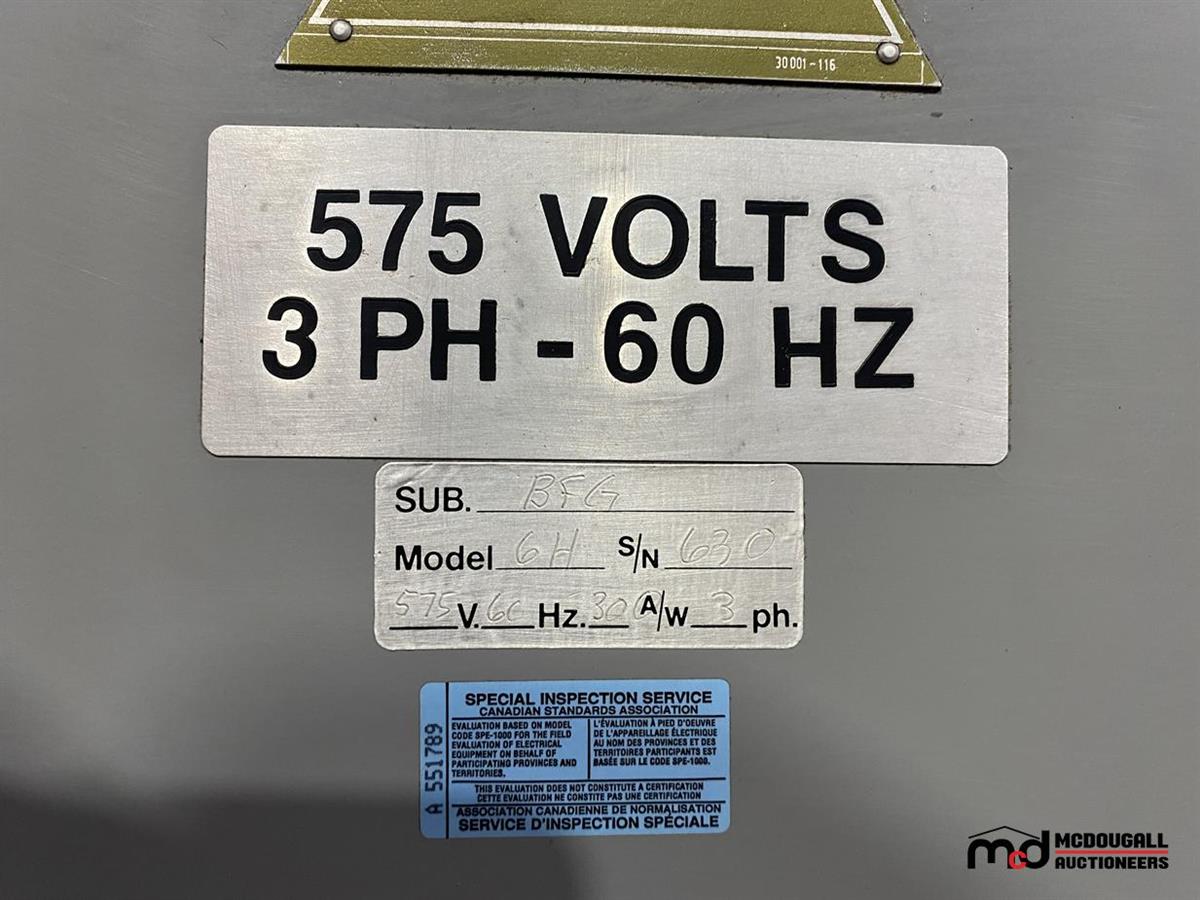 30 001-116
575 VOLTS
3 PH - 60 HZ
SUB. BFG
Model 6H S/N 630
575 V. 60 Hz. 30 A/W 3 ph.
A 551789
SPECIAL INSPECTION SERVICE
CANADIAN STANDARDS ASSOCIATION
EVALUATION BASED ON MODEL
CODE SPE-1000 FOR THE FIELD
EVALUATION OF ELECTRICAL
EQUIPMENT ON BEHALF OF
PARTICIPATING PROVINCES AND
TERRITORIES.
L'ÉVALUATION À PIED D'OEUVRE
DE L'APPAREILLAGE ÉLECTRIQUE
AU NOM DES PROVINCES ET DES
TERRITOIRES PARTICIPANTS EST
BASÉE SUR LE CODE SPE-1000.
THIS EVALUATION DOES NOT CONSTITUTE A CERTIFICATION
CETTE EVALUATION NE CONSTITE PAS UNE CERTIFICATION
ASSOCIATION CANADIENNE DE NORMALISATION
SERVICE D'INSPECTION SPÉCIALE
mcd MCDOUGALL
AUCTIONEERS